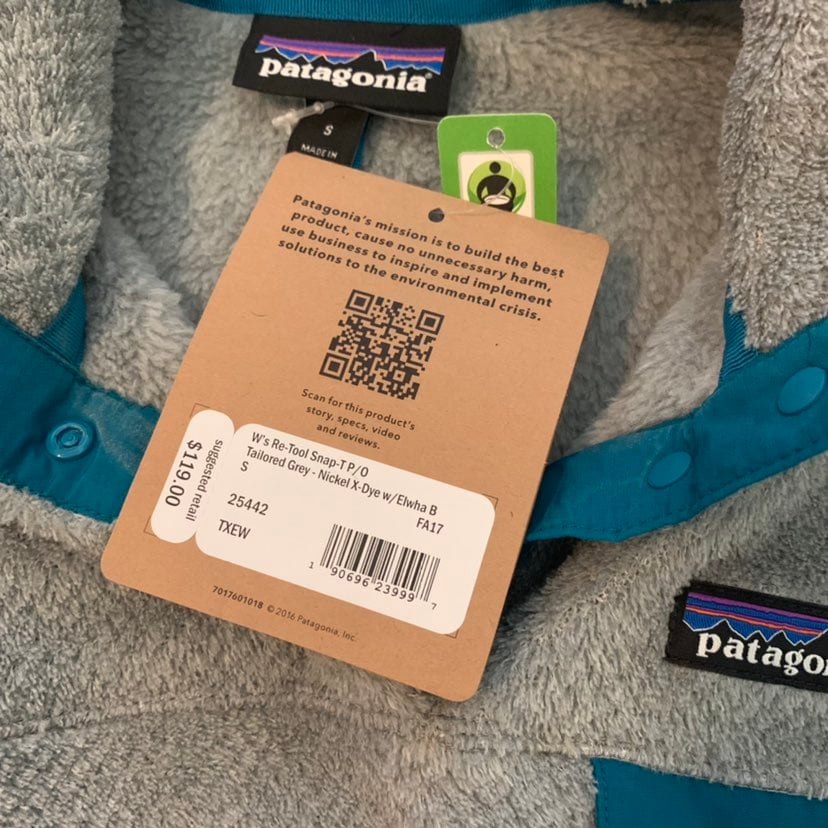 patagonia®
S
MADE IN
Patagonia's mission is to build the best
product, cause no unnecessary harm,
use business to inspire and implement
solutions to the environmental crisis.
Scan for this product's
story, specs, video
and reviews.
suggested retail
$119.00
W's Re-Tool Snap-T P/O
Tailored Grey - Nickel X-Dye w/Elwha B
S
25442
FA17
TXEW
1 90696 23999 7
7017601018 © 2016 Patagonia, Inc.
patago